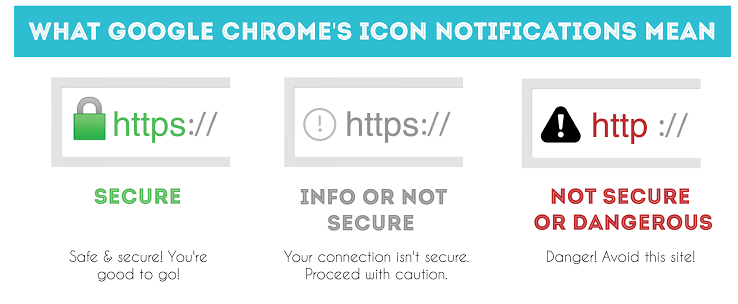 WHAT GOOGLE CHROME'S ICON NOTIFICATIONS MEAN
https://
https://
http ://
SECURE
INFO OR NOT
SECURE
NOT SECURE
OR DANGEROUS
Safe & secure! You're
good to go!
Your connection isn't secure.
Proceed with caution.
Danger! Avoid this site!